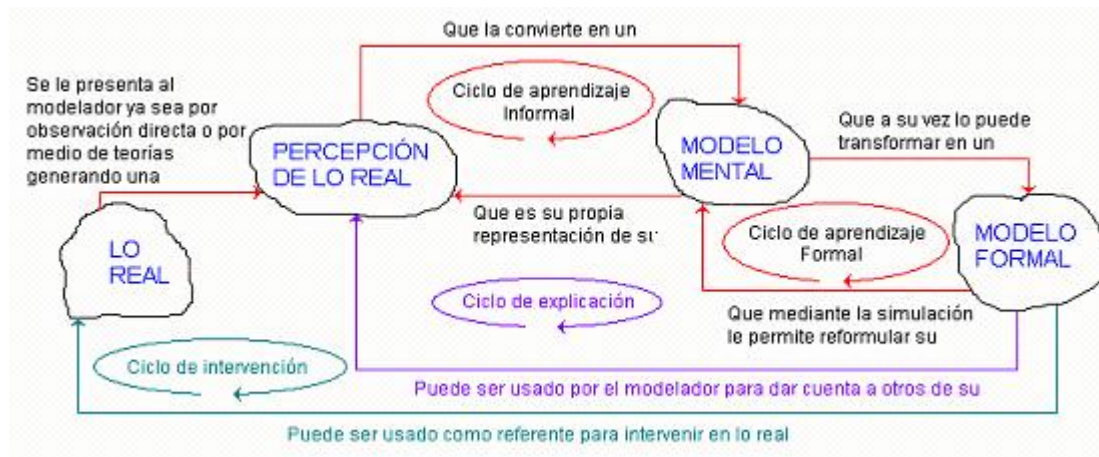 Que la convierte en un
Se le presenta al
modelador ya sea por
observación directa o por
medio de teorías
generando una
Ciclo de aprendizaje
Informal
PERCEPCIÓN
DE LO REAL
MODELO
MENTAL
Que a su vez lo puede
transformar en un
Que es su propia
representación de su
LO
REAL
Ciclo de aprendizaje
Formal
MODELO
FORMAL
Ciclo de explicación
Que mediante la simulación
le permite reformular su
Ciclo de intervención
Puede ser usado por el modelador para dar cuenta a otros de su
Puede ser usado como referente para intervenir en lo real